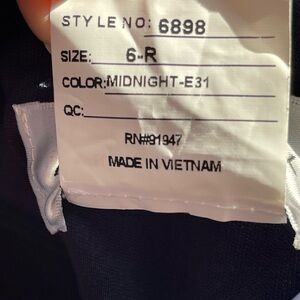 STYLE NO: 6898
SIZE: 6-R
COLOR: MIDNIGHT-E31
QC:
RN#91947
MADE IN VIETNAM